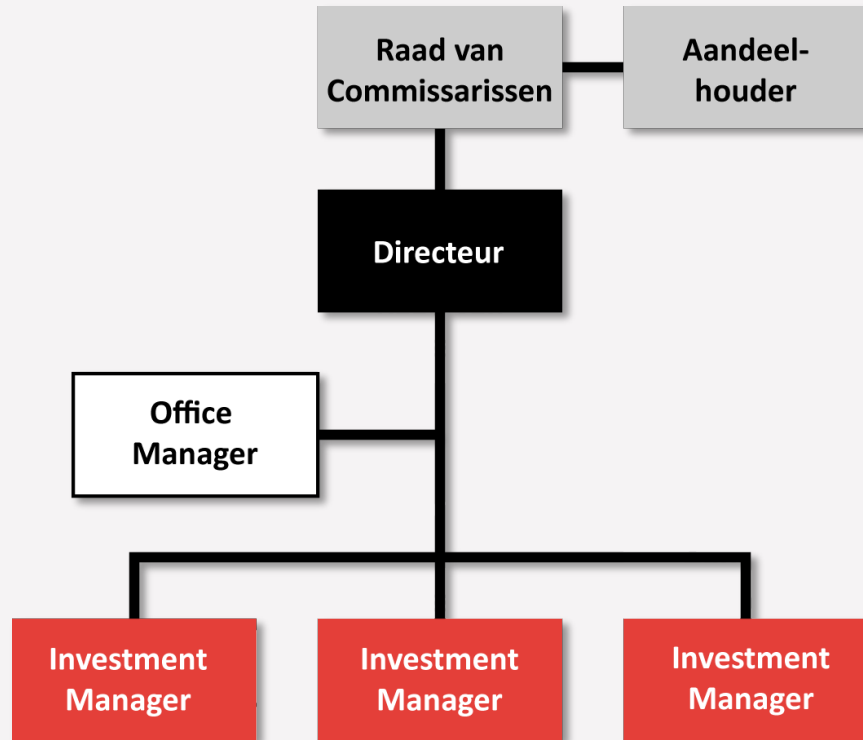 Raad van
Commissarissen
Aandeel-
houder
Directeur
Office
Manager
Investment
Manager
Investment
Manager
Investment
Manager